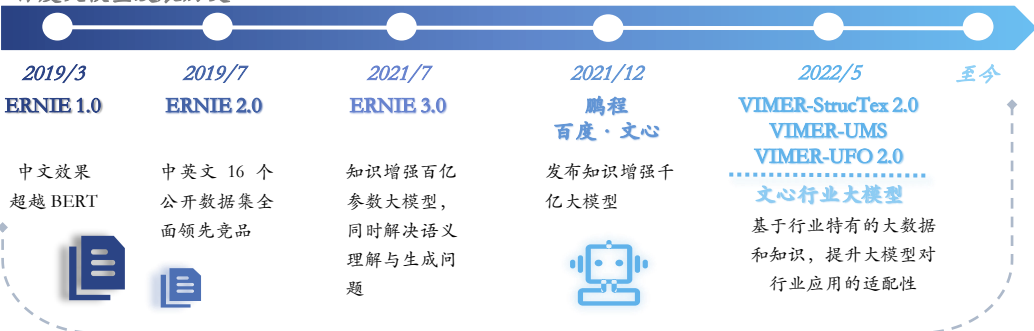 2019/3
2019/7
2021/7
2021/12
2022/5
至今
ERNIE 1.0
ERNIE 2.0
ERNIE 3.0
鹏程
百度·文心
VIMER-StrucTex 2.0
VIMER-UMS
VIMER-UFO 2.0
文心行业大模型
中文效果
超越 BERT
中英文 16 个
公开数据集全
面领先竞品
知识增强百亿
参数大模型，
同时解决语义
理解与生成问
题
发布知识增强千
亿大模型
基于行业特有的大数据
和知识，提升大模型对
行业应用的适配性